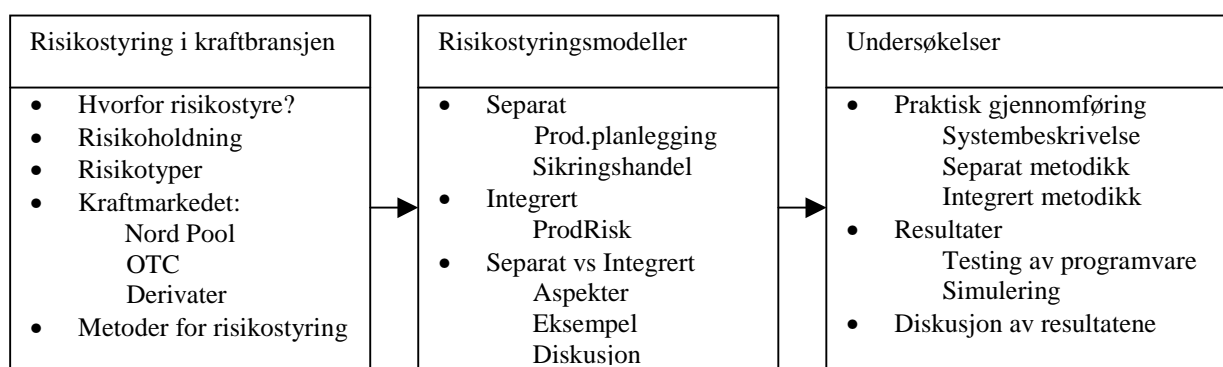 Risikostyring i kraftbransjen
• Hvorfor risikostyre?
• Risikoholdning
• Risikotyper
• Kraftmarkedet:
Nord Pool
OTC
Derivater
• Metoder for risikostyring
Risikostyringsmodeller
• Separat
Prod.planlegging
Sikringshandel
• Integrert
ProdRisk
• Separat vs Integrert
Aspekter
Eksempel
Diskusjon
Undersøkelser
• Praktisk gjennomføring
Systembeskrivelse
Separat metodikk
Integrert metodikk
• Resultater
Testing av programvare
Simulering
• Diskusjon av resultatene